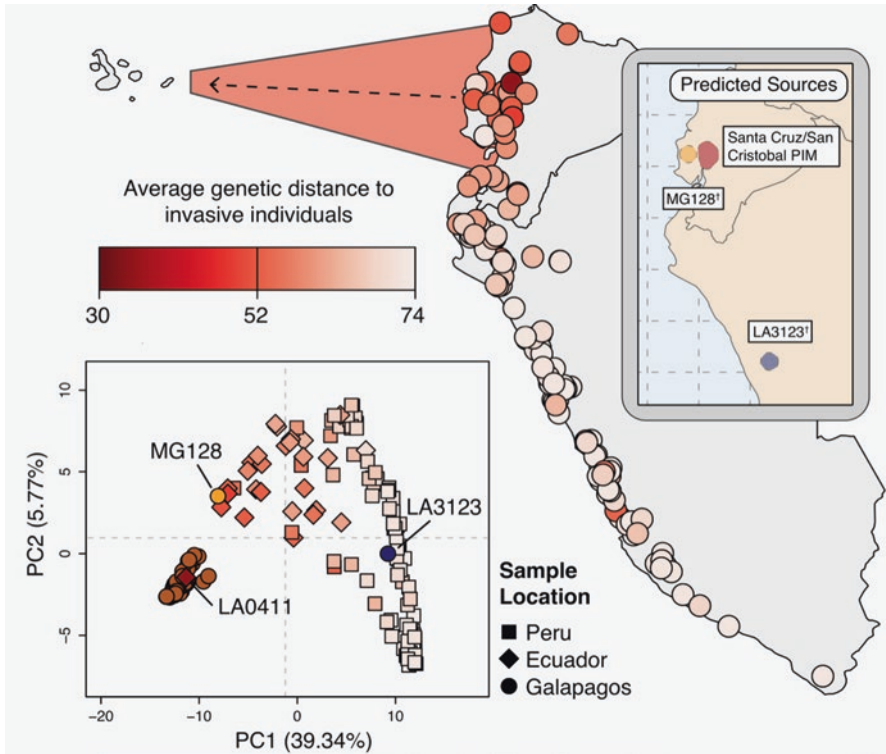 Predicted Sources
Santa Cruz/San
Cristobal PIM
MG128†
LA3123†
Average genetic distance to
invasive individuals
30
52
74
10
5
0
−5
PC2 (5.77%)
MG128
LA3123
LA0411
−20
−10
0
10
PC1 (39.34%)
Sample
Location
Peru
Ecuador
Galapagos